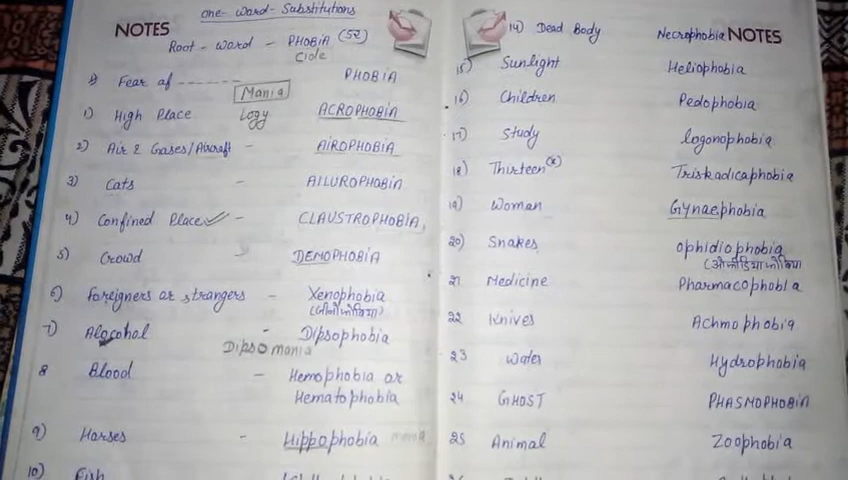 One-Word-Substitutions
NOTES
Root-Word - PHOBIA (डर)
Cide
Fear of ------- PHOBIA
Mania
1) High Place Logy ACROPHOBIA
2) Air & Gases/Aircraft - AIROPHOBIA
3) Cats - AILUROPHOBIA
4) Confined Place - CLAUSTROPHOBIA,
5) Crowd DEMOPHOBIA
6) Foreigners or strangers - Xenophobia
(जीनोफोबिया)
7) Alocohol - Dipsophobia
Dipsomania
8 Blood - Hemophobia or
Hematophobia
9) Horses - Hippophobia mania
10) Fish
14) Dead Body Necrophobia NOTES
15) Sunlight Heliophobia
16) Children Pedophobia
17) Study logonophobia
18) Thirteen Triskadicaphobia
19) Woman Gynaephobia
20) Snakes ophidiophobia
(ओफीडियाफोबिया
21 Medicine Pharmacophobia
22 Knives Achmophobia
23 Water Hydrophobia
24 GHOST PHASMOPHOBIA
25 Animal Zoophobia